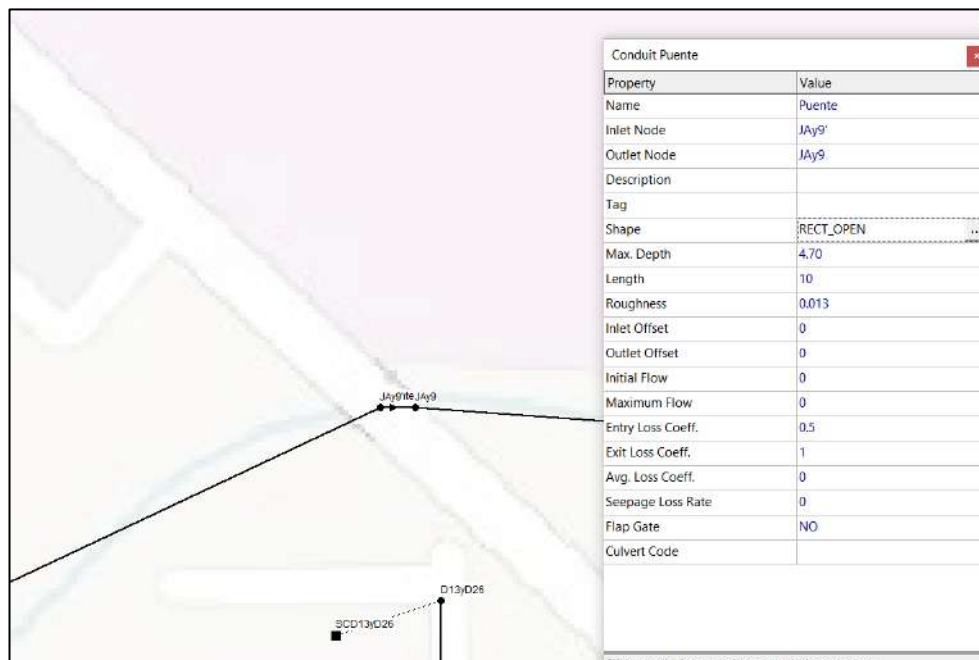 Conduit Puente
Property Value
Name Puente
Inlet Node JAy9'
Outlet Node JAy9
Description
Tag
Shape RECT_OPEN ...
Max. Depth 4.70
Length 10
Roughness 0.013
Inlet Offset 0
Outlet Offset 0
Initial Flow 0
Maximum Flow 0
Entry Loss Coeff. 0.5
Exit Loss Coeff. 1
Avg. Loss Coeff. 0
Seepage Loss Rate 0
Flap Gate NO
Culvert Code
JAy9' JAy9
D13yD26
SCD13yD26